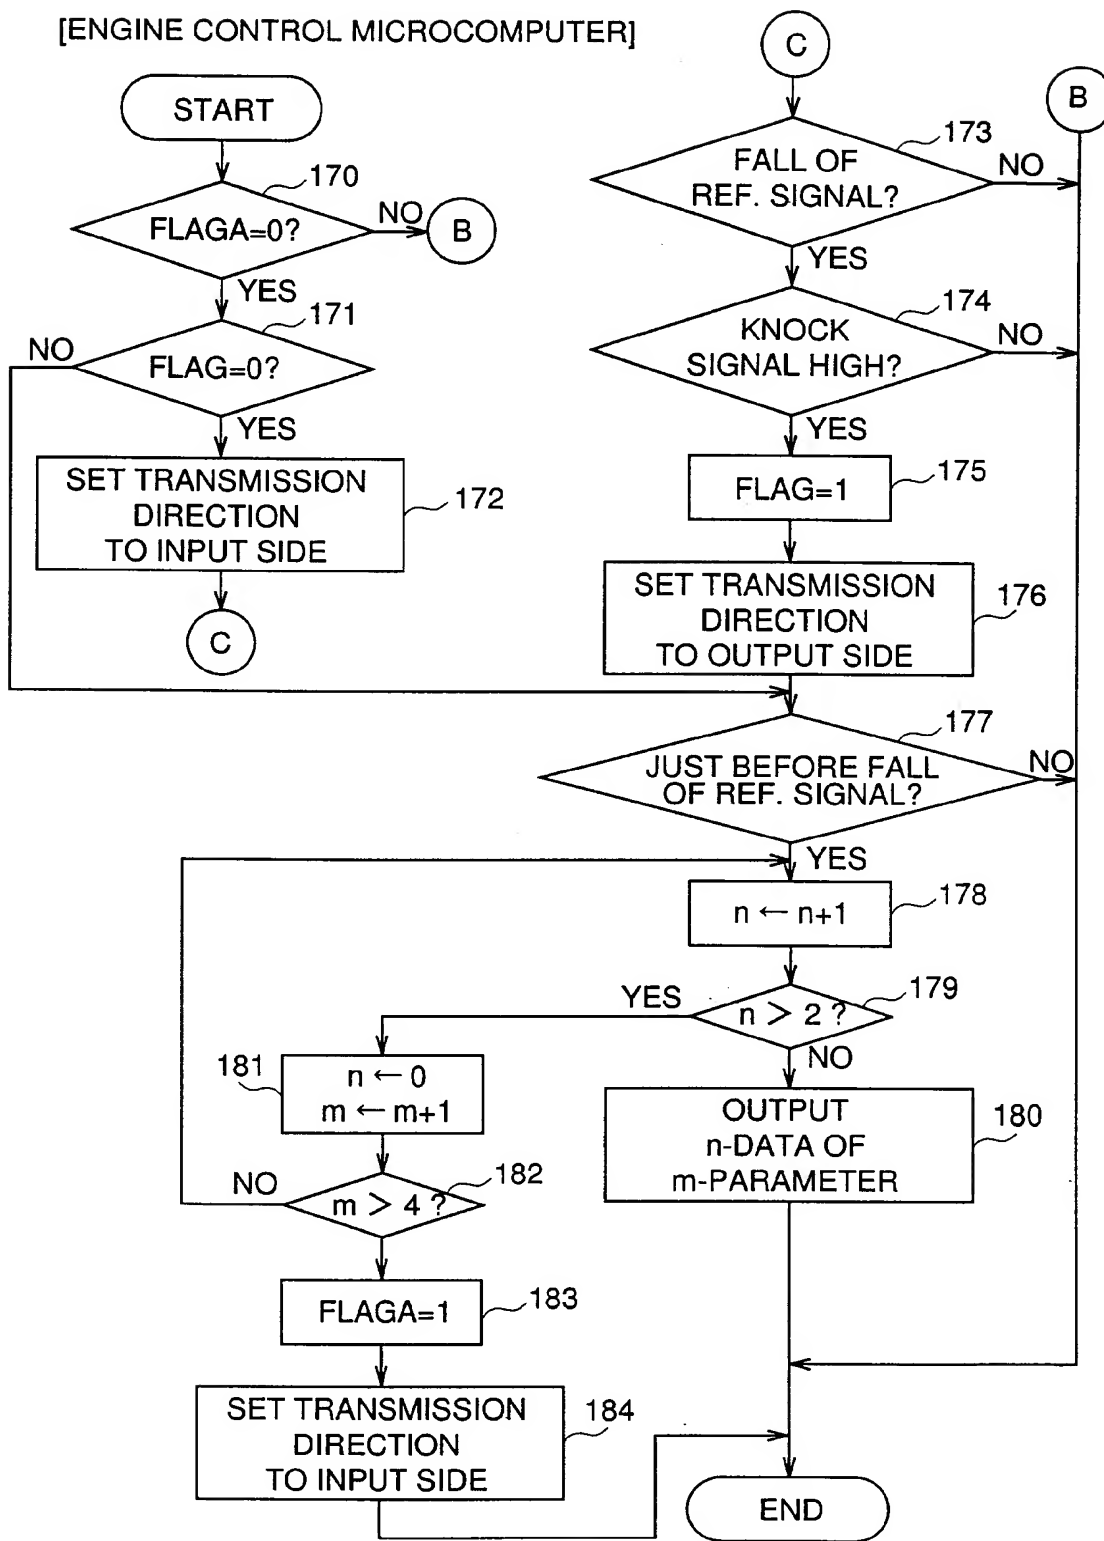 [ENGINE CONTROL MICROCOMPUTER]
START
170
FLAGA=0?
NO
B
YES
171
NO
FLAG=0?
YES
SET TRANSMISSION
DIRECTION
TO INPUT SIDE
172
C
C
B
173
FALL OF
REF. SIGNAL?
NO
YES
174
KNOCK
SIGNAL HIGH?
NO
YES
FLAG=1
175
SET TRANSMISSION
DIRECTION
TO OUTPUT SIDE
176
177
JUST BEFORE FALL
OF REF. SIGNAL?
NO
YES
n ← n+1
178
YES
n > 2 ?
179
NO
181
n ← 0
m ← m+1
OUTPUT
n-DATA OF
m-PARAMETER
180
NO
m > 4 ?
182
FLAGA=1
183
SET TRANSMISSION
DIRECTION
TO INPUT SIDE
184
END